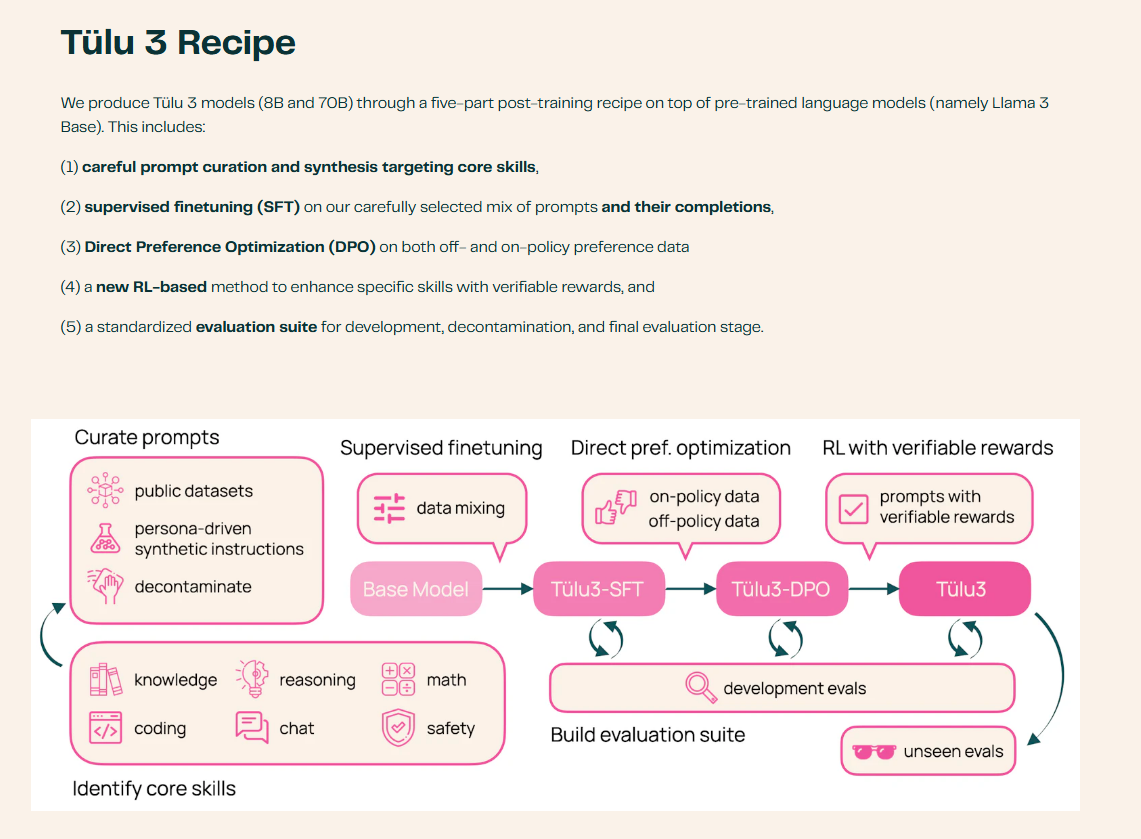 Tülu 3 Recipe
We produce Tülu 3 models (8B and 70B) through a five-part post-training recipe on top of pre-trained language models (namely Llama 3
Base). This includes:
(1) careful prompt curation and synthesis targeting core skills,
(2) supervised finetuning (SFT) on our carefully selected mix of prompts and their completions,
(3) Direct Preference Optimization (DPO) on both off- and on-policy preference data
(4) a new RL-based method to enhance specific skills with verifiable rewards, and
(5) a standardized evaluation suite for development, decontamination, and final evaluation stage.
Curate prompts
public datasets
persona-driven
synthetic instructions
decontaminate
Supervised finetuning
data mixing
Direct pref. optimization
on-policy data
off-policy data
RL with verifiable rewards
prompts with
verifiable rewards
Base Model
Tülu3-SFT
Tülu3-DPO
Tülu3
knowledge
reasoning
math
coding
chat
safety
Identify core skills
development evals
Build evaluation suite
unseen evals